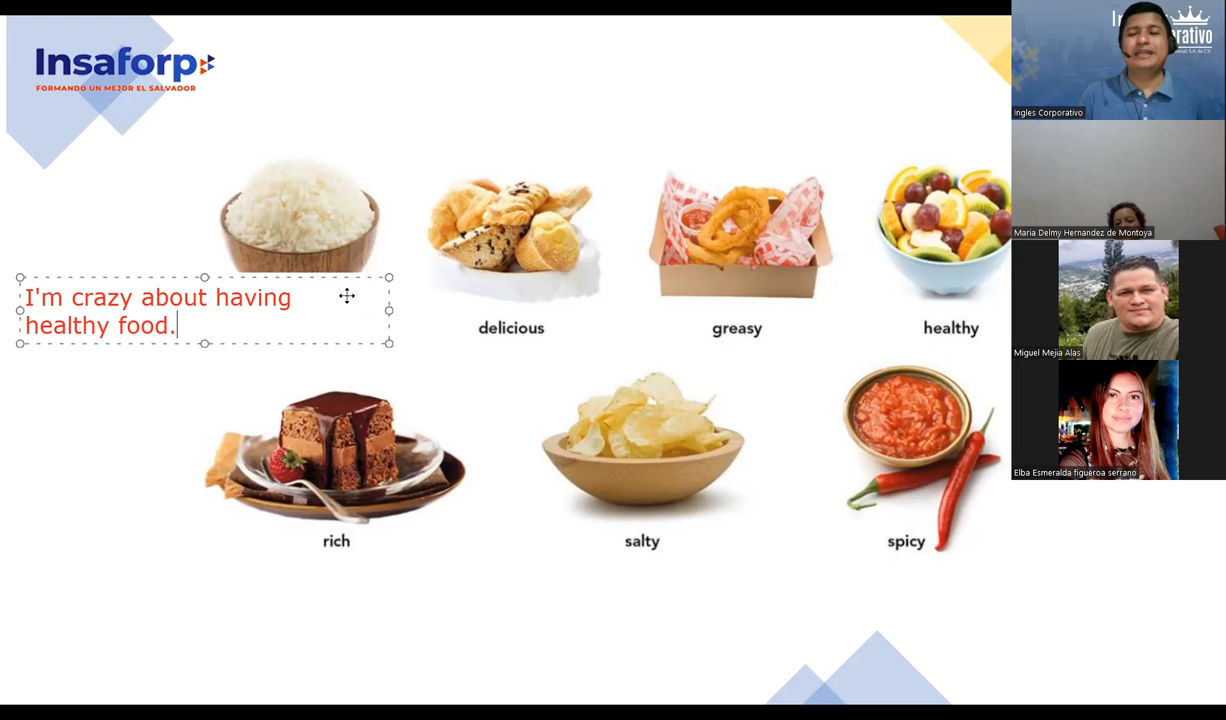 Insaforp
FORMANDO UN MEJOR EL SALVADOR
I'm crazy about having
healthy food.
delicious
greasy
healthy
rich
salty
spicy
Ingles Corporativo
Maria Delmy Hernandez de Montoya
Miguel Mejia Alas
Elba Esmeralda figueroa serrano